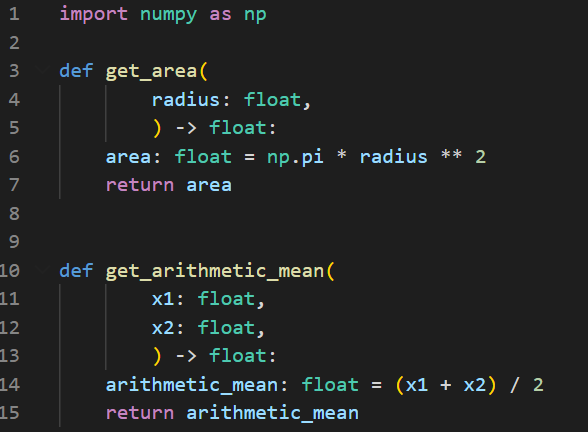 1 import numpy as np
2
3 def get_area(
4         radius: float,
5         ) -> float:
6     area: float = np.pi * radius ** 2
7     return area
8
9
10 def get_arithmetic_mean(
11         x1: float,
12         x2: float,
13         ) -> float:
14     arithmetic_mean: float = (x1 + x2) / 2
15     return arithmetic_mean